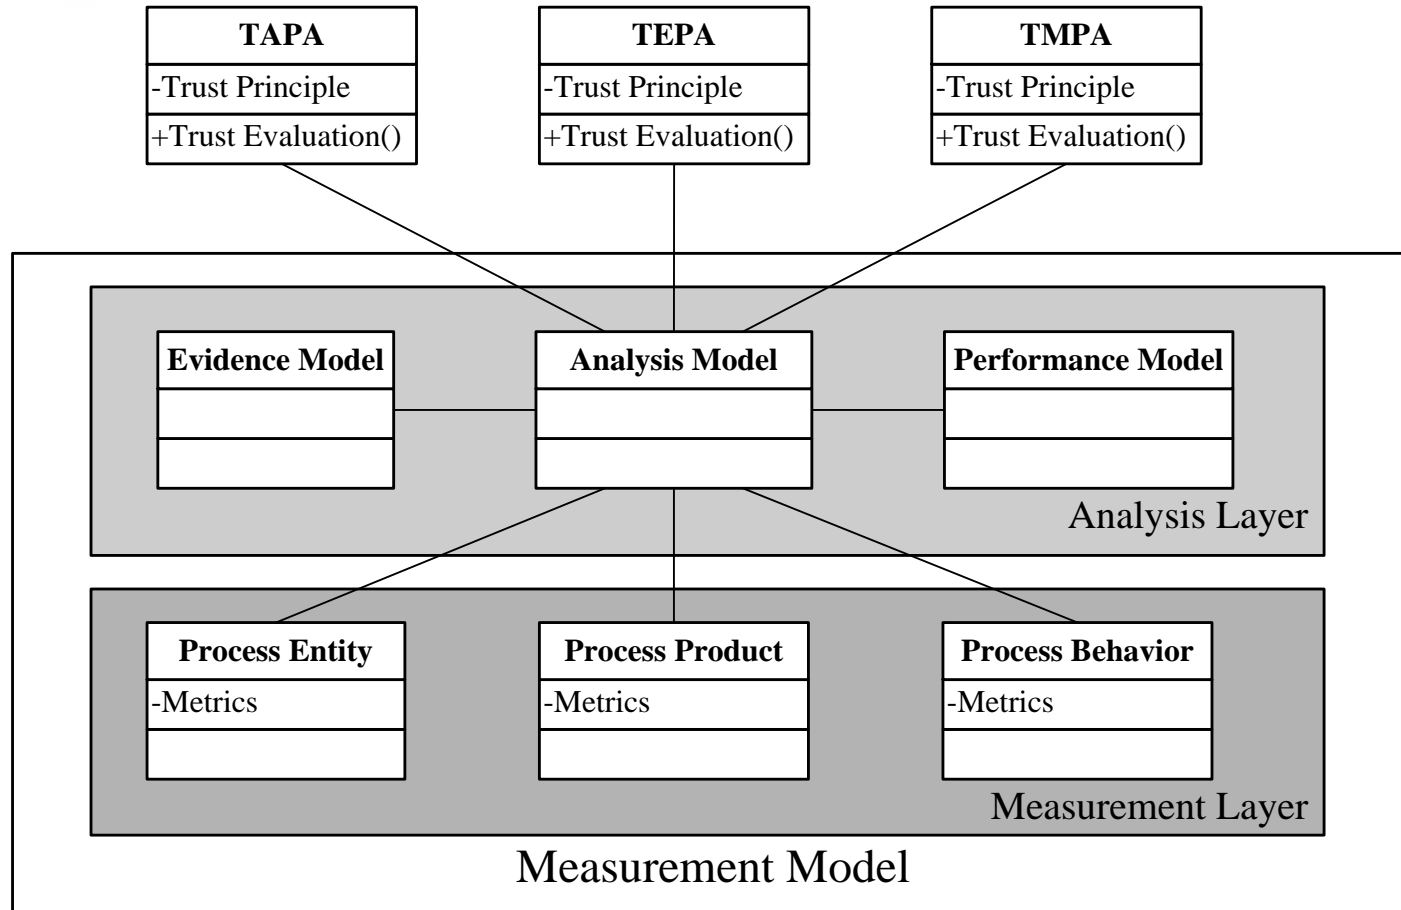 TAPA
-Trust Principle
+Trust Evaluation()
TEPA
-Trust Principle
+Trust Evaluation()
TMPA
-Trust Principle
+Trust Evaluation()
Evidence Model
Analysis Model
Performance Model
Analysis Layer
Process Entity
-Metrics
Process Product
-Metrics
Process Behavior
-Metrics
Measurement Layer
Measurement Model